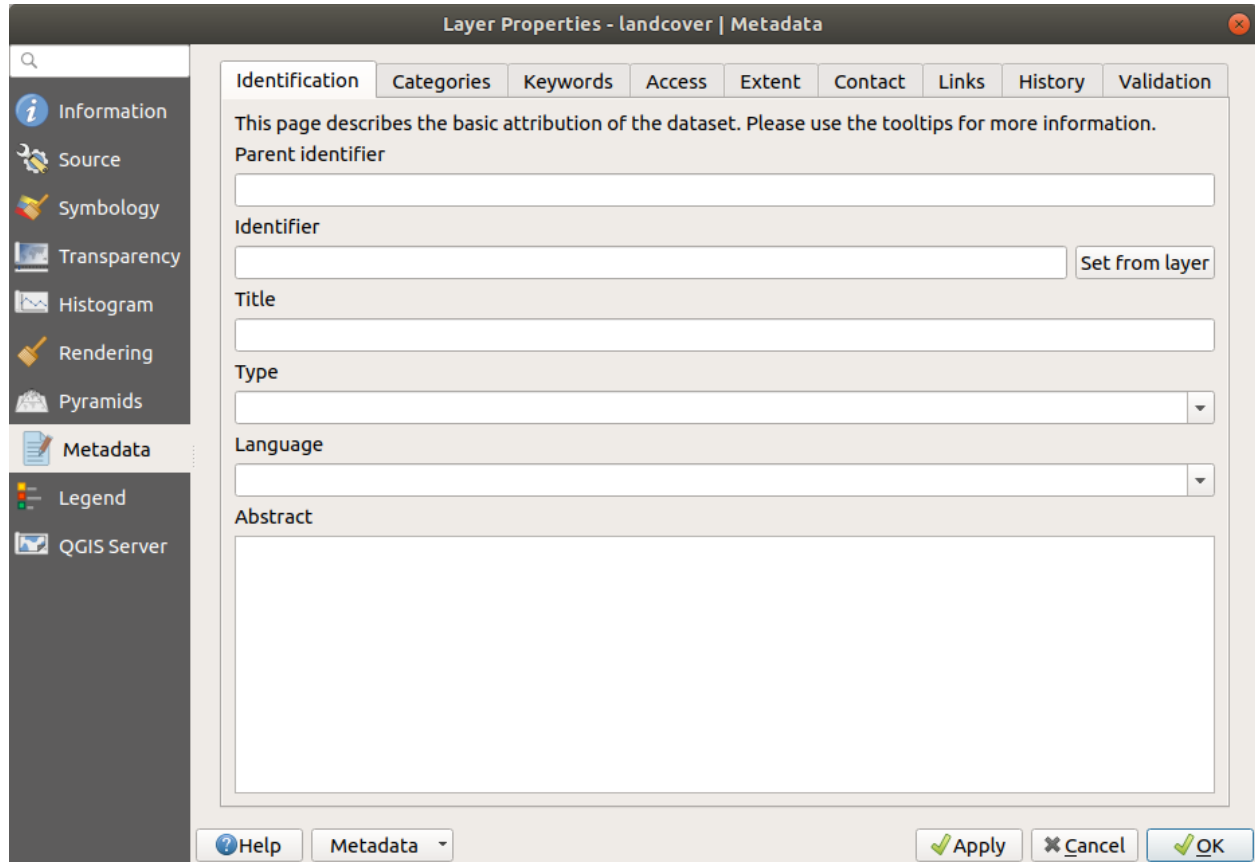 Layer Properties - landcover | Metadata
Information
Source
Symbology
Transparency
Histogram
Rendering
Pyramids
Metadata
Legend
QGIS Server
Identification Categories Keywords Access Extent Contact Links History Validation
This page describes the basic attribution of the dataset. Please use the tooltips for more information.
Parent identifier
Identifier
Set from layer
Title
Type
Language
Abstract
Help Metadata Apply Cancel OK